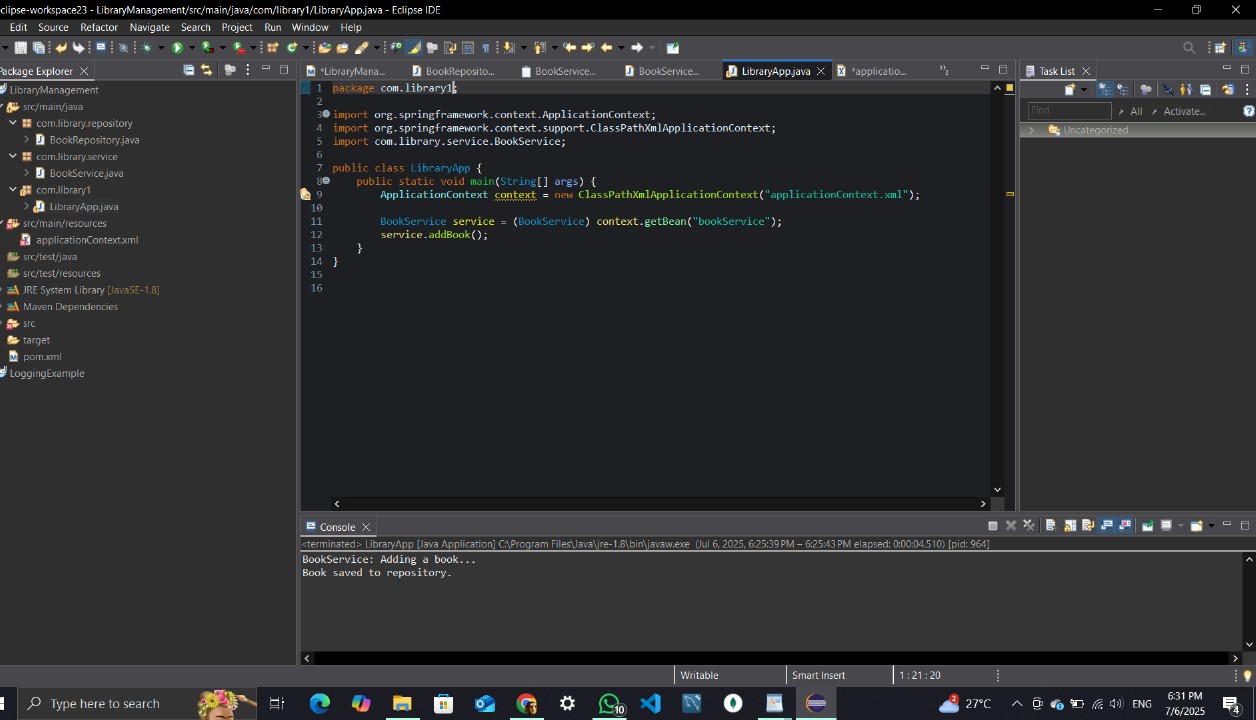 clipse-workspace23 - LibraryManagement/src/main/java/com/library1/LibraryApp.java - Eclipse IDE
Edit Source Refactor Navigate Search Project Run Window Help
Package Explorer
LibraryManagement
src/main/java
com.library.repository
BookRepository.java
com.library.service
BookService.java
com.library1
LibraryApp.java
src/main/resources
applicationContext.xml
src/test/java
src/test/resources
JRE System Library [JavaSE-1.8]
Maven Dependencies
src
target
pom.xml
LoggingExample
*LibraryMana... BookReposito... BookService... BookService... LibraryApp.java *applicatio... »3
1 package com.library1;
2
3 import org.springframework.context.ApplicationContext;
4 import org.springframework.context.support.ClassPathXmlApplicationContext;
5 import com.library.service.BookService;
6
7 public class LibraryApp {
8 public static void main(String[] args) {
9 ApplicationContext context = new ClassPathXmlApplicationContext("applicationContext.xml");
10
11 BookService service = (BookService) context.getBean("bookService");
12 service.addBook();
13 }
14 }
15
16
Task List
Find All Activate...
Uncategorized
Console
<terminated> LibraryApp [Java Application] C:\Program Files\Java\jre-1.8\bin\javaw.exe (Jul 6, 2025, 6:25:39 PM – 6:25:43 PM elapsed: 0:00:04.510) [pid: 964]
BookService: Adding a book...
Book saved to repository.
Writable Smart Insert 1 : 21 : 20
Type here to search
10
2 27°C ENG
6:31 PM
7/6/2025
4